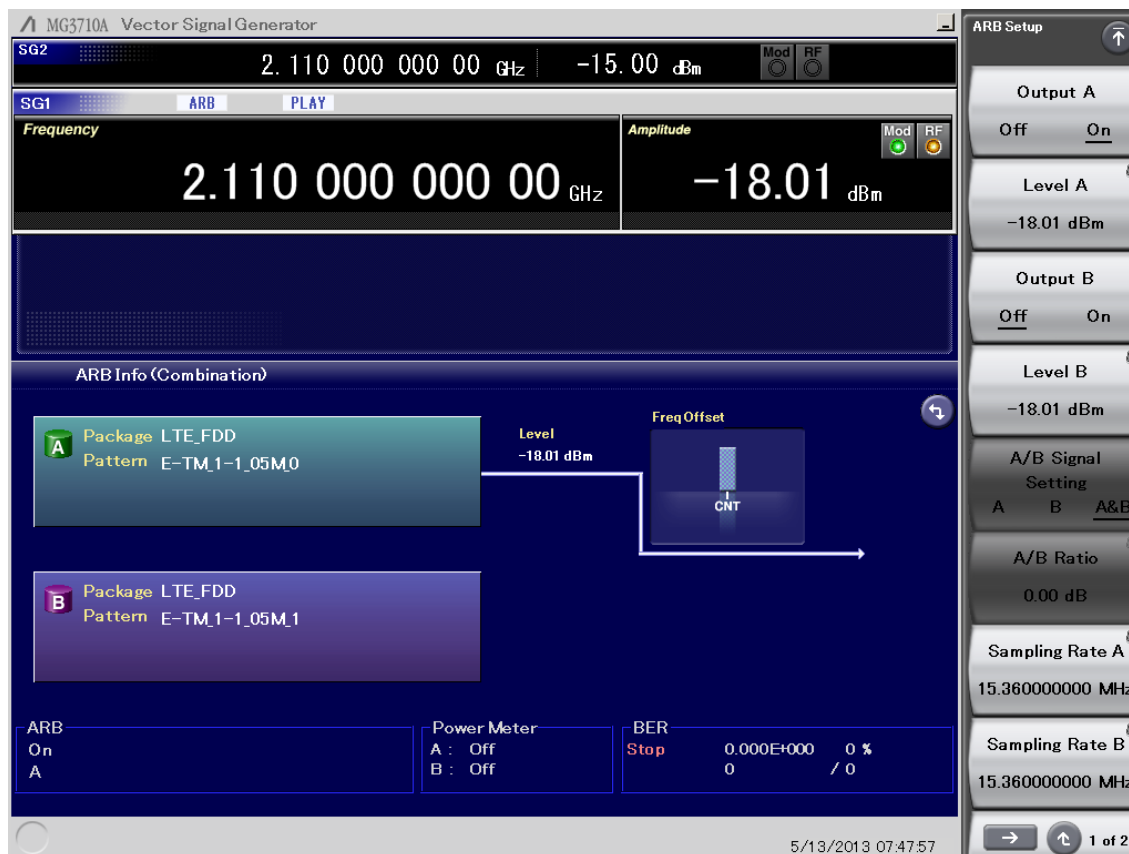 MG3710A Vector Signal Generator
SG2
2. 110 000 000 00 GHz -15. 00 dBm
Mod RF
SG1 ARB PLAY
Frequency
2.110 000 000 00 GHz
Amplitude
Mod RF
-18.01 dBm
ARB Info (Combination)
A
Package LTE_FDD
Pattern E-TM_1-1_05M_0
Level
-18.01 dBm
Freq Offset
CNT
B
Package LTE_FDD
Pattern E-TM_1-1_05M_1
ARB
On
A
Power Meter
A : Off
B : Off
BER
Stop 0.000E+000 0 %
0 / 0
5/13/2013 07:47:57
ARB Setup
Output A
Off On
Level A
-18.01 dBm
Output B
Off On
Level B
-18.01 dBm
A/B Signal
Setting
A B A&B
A/B Ratio
0.00 dB
Sampling Rate A
15.360000000 MHz
Sampling Rate B
15.360000000 MHz
1 of 2